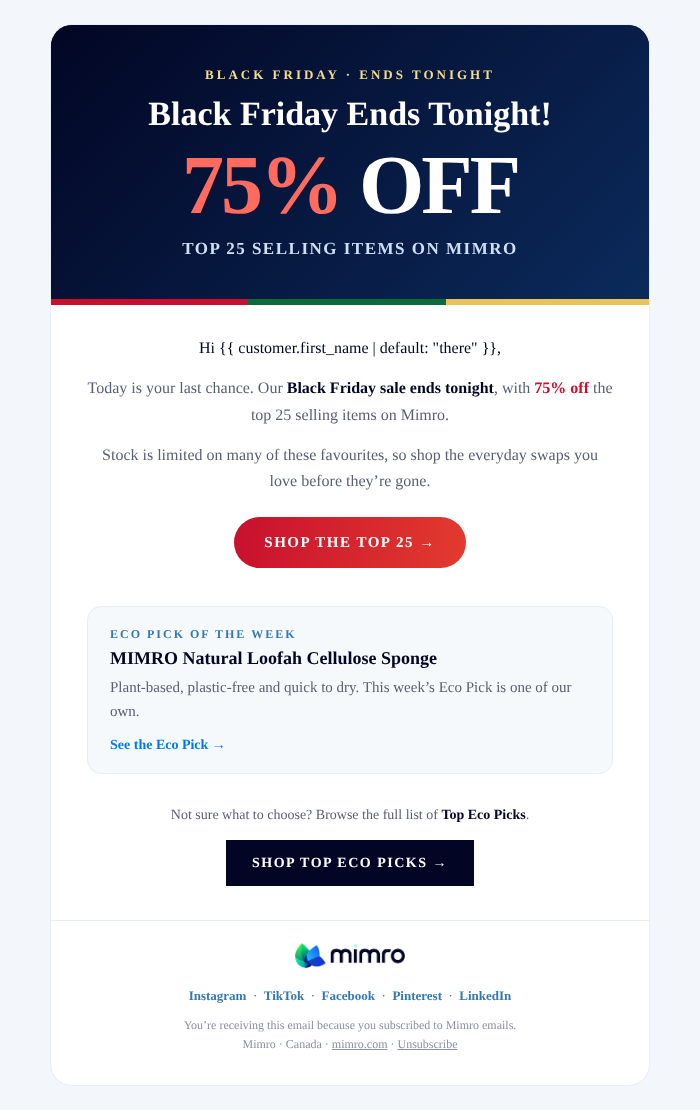 BLACK FRIDAY · ENDS TONIGHT
Black Friday Ends Tonight!
75% OFF
TOP 25 SELLING ITEMS ON MIMRO
Hi {{ customer.first_name | default: "there" }},
Today is your last chance. Our Black Friday sale ends tonight, with 75% off the
top 25 selling items on Mimro.
Stock is limited on many of these favourites, so shop the everyday swaps you
love before they’re gone.
SHOP THE TOP 25 →
ECO PICK OF THE WEEK
MIMRO Natural Loofah Cellulose Sponge
Plant-based, plastic-free and quick to dry. This week’s Eco Pick is one of our
own.
See the Eco Pick →
Not sure what to choose? Browse the full list of Top Eco Picks.
SHOP TOP ECO PICKS →
mimro
Instagram · TikTok · Facebook · Pinterest · LinkedIn
You’re receiving this email because you subscribed to Mimro emails.
Mimro · Canada · mimro.com · Unsubscribe